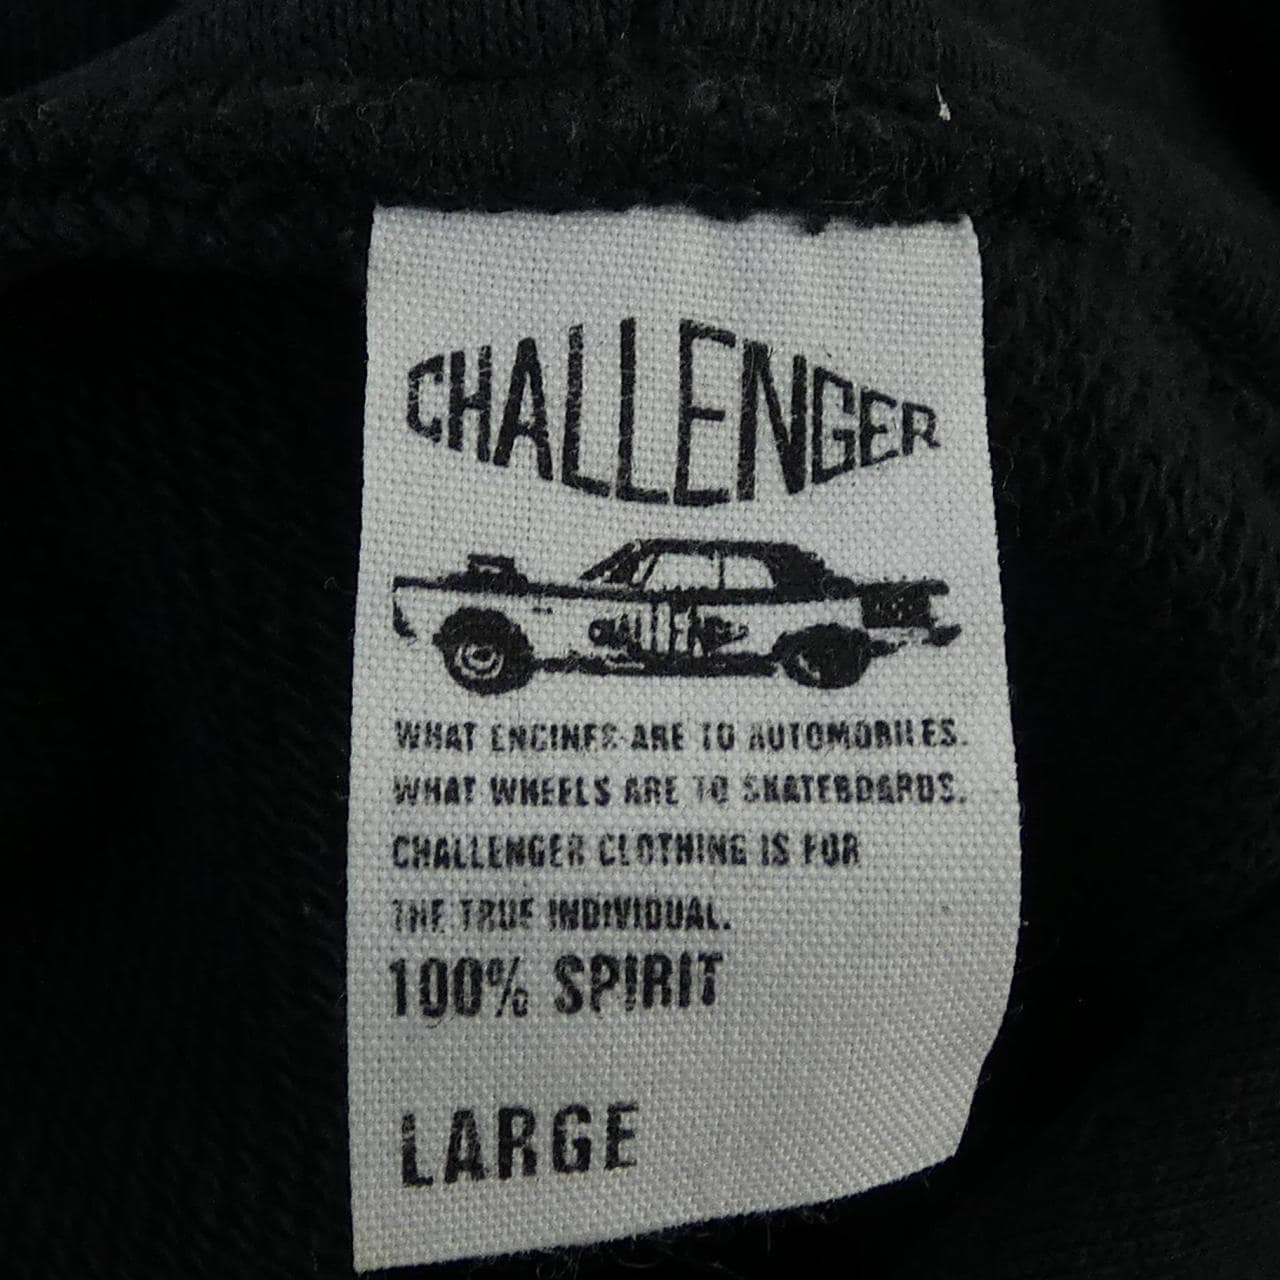 CHALLENGER
CHALLENGER
WHAT ENGINES ARE TO AUTOMOBILES.
WHAT WHEELS ARE TO SKATEBOARDS.
CHALLENGER CLOTHING IS FOR
THE TRUE INDIVIDUAL.
100% SPIRIT
LARGE